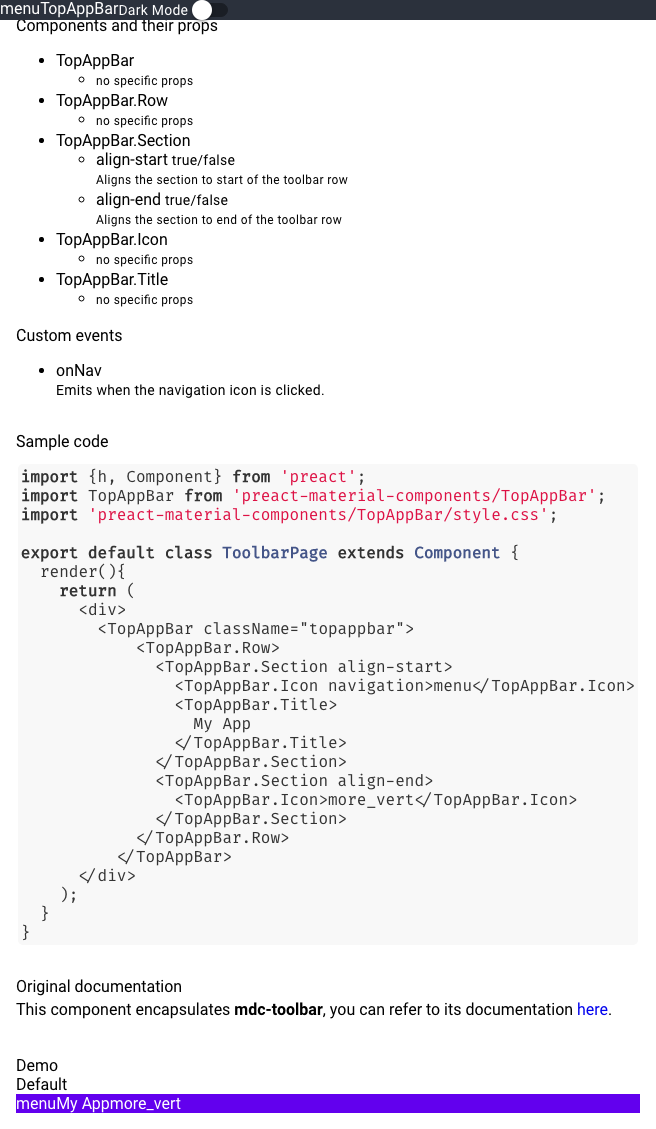 menuTopAppBarDark Mode
Components and their props
TopAppBar
no specific props
TopAppBar.Row
no specific props
TopAppBar.Section
align-start true/false
Aligns the section to start of the toolbar row
align-end true/false
Aligns the section to end of the toolbar row
TopAppBar.Icon
no specific props
TopAppBar.Title
no specific props
Custom events
onNav
Emits when the navigation icon is clicked.
Sample code
import {h, Component} from 'preact';
import TopAppBar from 'preact-material-components/TopAppBar';
import 'preact-material-components/TopAppBar/style.css';
export default class ToolbarPage extends Component {
  render(){
    return (
      <div>
        <TopAppBar className="topappbar">
            <TopAppBar.Row>
              <TopAppBar.Section align-start>
                <TopAppBar.Icon navigation>menu</TopAppBar.Icon>
                <TopAppBar.Title>
                  My App
                </TopAppBar.Title>
              </TopAppBar.Section>
              <TopAppBar.Section align-end>
                <TopAppBar.Icon>more_vert</TopAppBar.Icon>
              </TopAppBar.Section>
            </TopAppBar.Row>
          </TopAppBar>
      </div>
    );
  }
}
Original documentation
This component encapsulates mdc-toolbar, you can refer to its documentation here.
Demo
Default
menuMy Appmore_vert